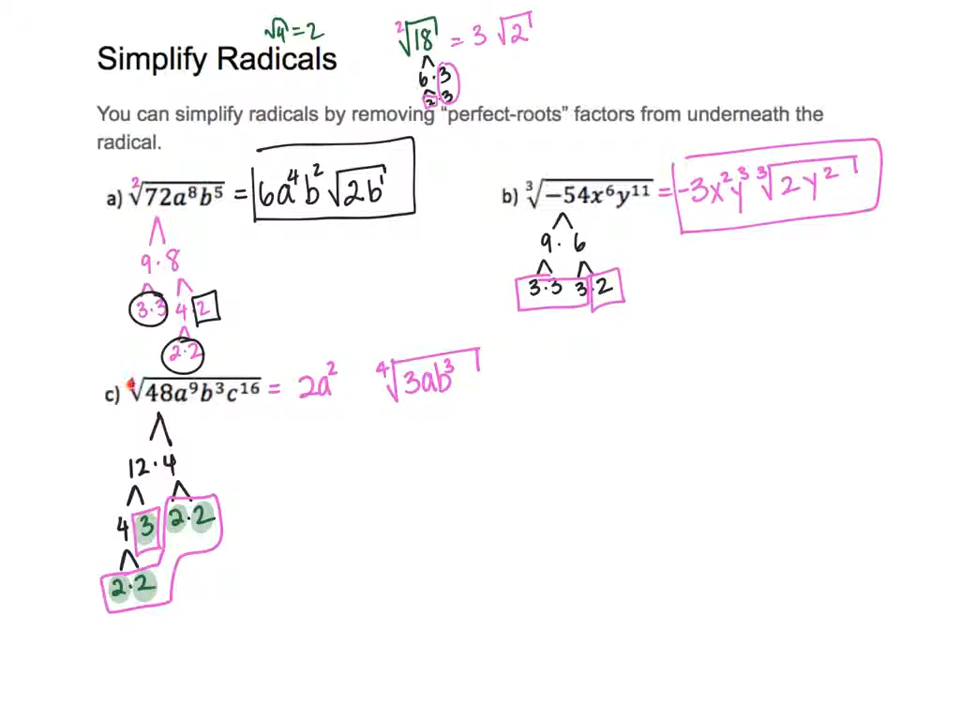 √4 = 2
²√18 = 3√2
6·3
2·3
Simplify Radicals
You can simplify radicals by removing “perfect-roots” factors from underneath the
radical.
a) ²√72a⁸b⁵ = 6a⁴b²√2b
9·8
3·3 4 2
2·2
b) ³√−54x⁶y¹¹ = -3x²y³ ³√2y²
9·6
3·3 3·2
c) ⁴√48a⁹b³c¹⁶ = 2a² ⁴√3ab³
12·4
4 3 2·2
2·2